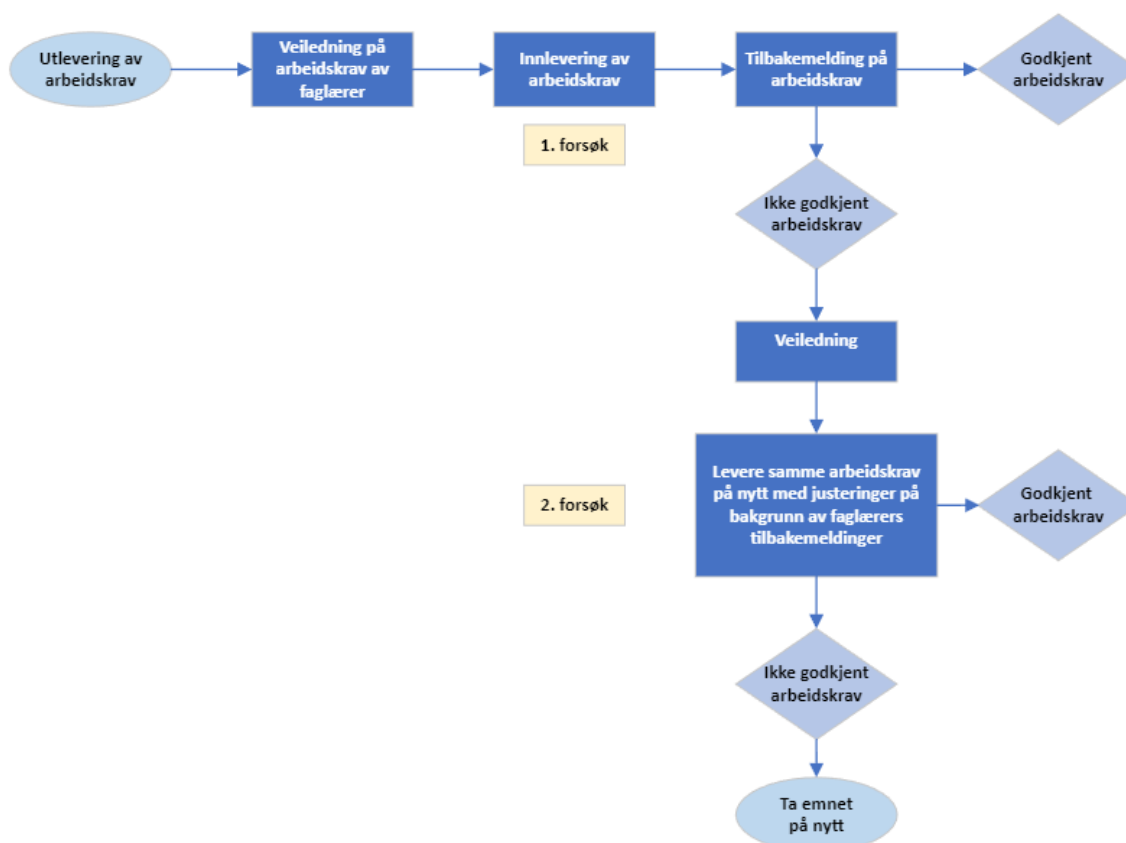 Utlevering av
arbeidskrav
Veiledning på
arbeidskrav av
faglærer
Innlevering av
arbeidskrav
Tilbakemelding på
arbeidskrav
Godkjent
arbeidskrav
1. forsøk
Ikke godkjent
arbeidskrav
Veiledning
2. forsøk
Levere samme arbeidskrav
på nytt med justeringer på
bakgrunn av faglærers
tilbakemeldinger
Godkjent
arbeidskrav
Ikke godkjent
arbeidskrav
Ta emnet
på nytt